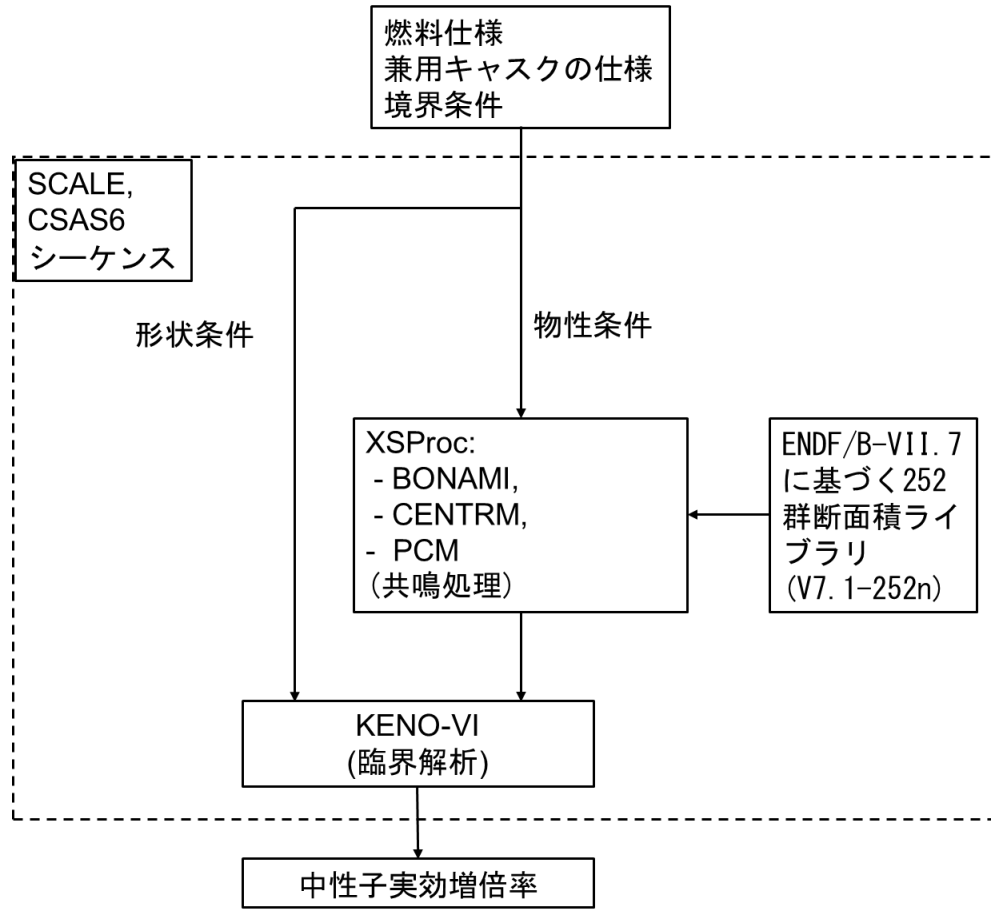 燃料仕様
兼用キャスクの仕様
境界条件
SCALE,
CSAS6
シーケンス
形状条件
物性条件
XSProc:
- BONAMI,
- CENTRM,
- PCM
(共鳴処理)
ENDF/B-VII.7
に基づく252
群断面積ライ
ブラリ
(V7.1-252n)
KENO-VI
(臨界解析)
中性子実効増倍率